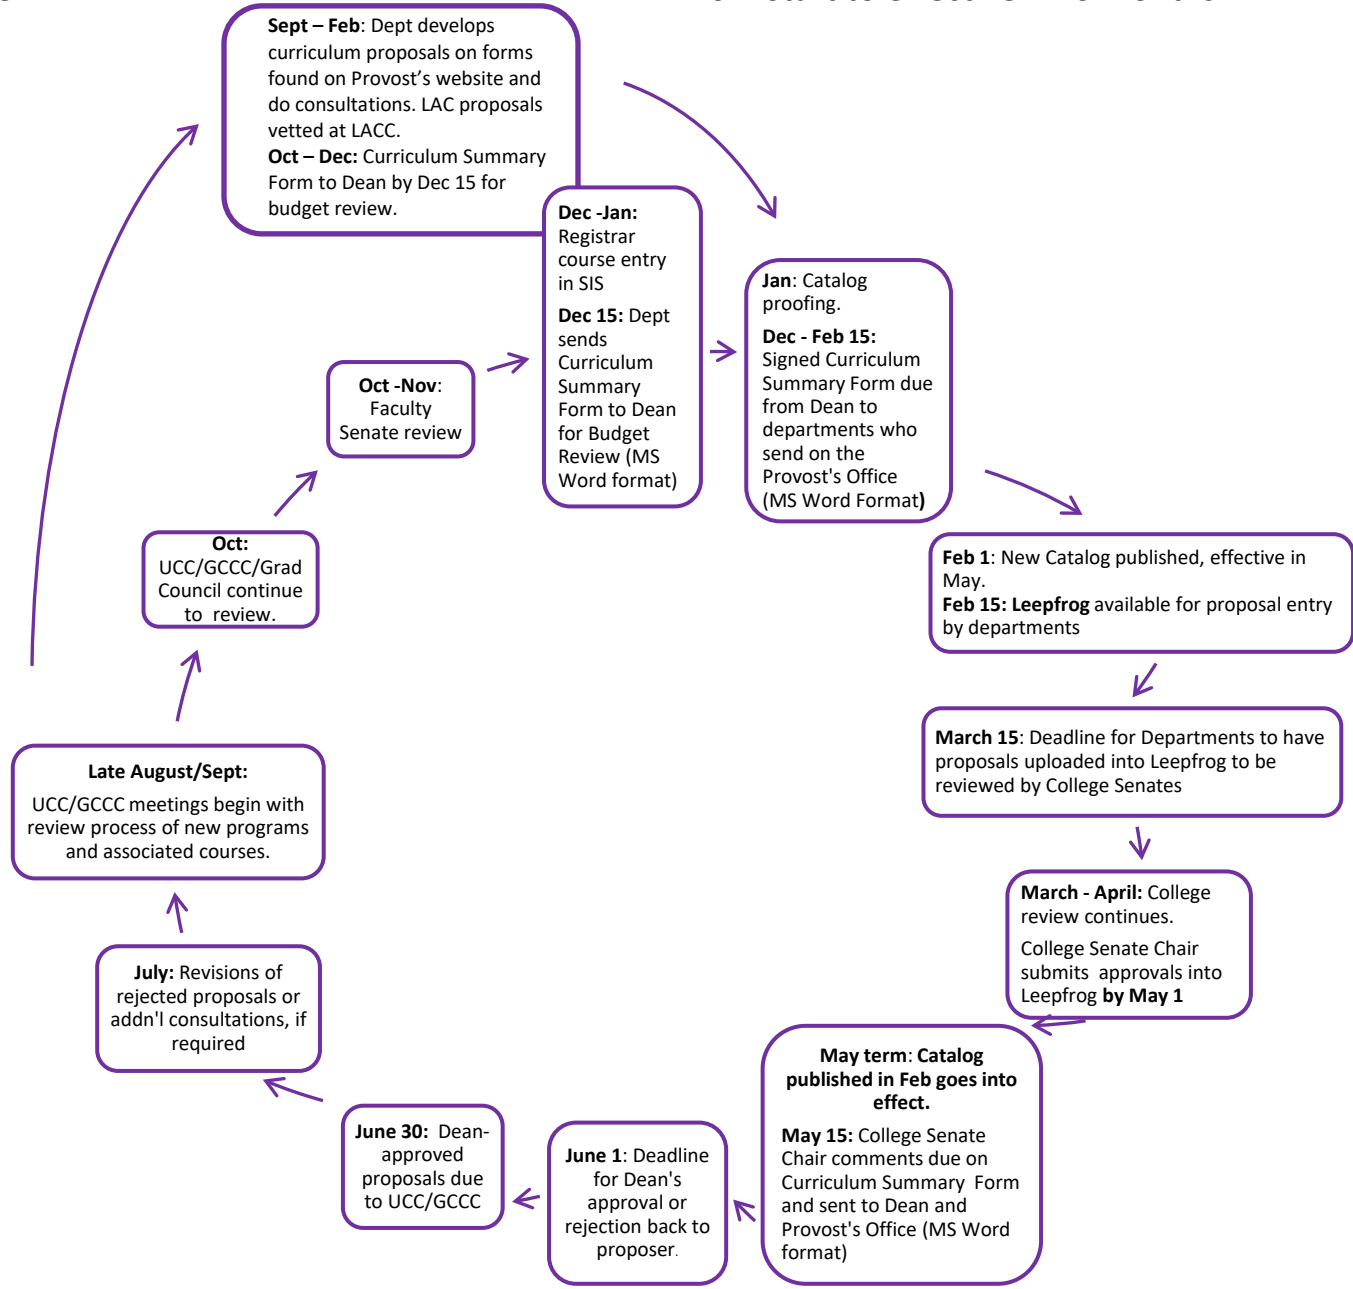 Sept – Feb: Dept develops
curriculum proposals on forms
found on Provost's website and
do consultations. LAC proposals
vetted at LACC.
Oct – Dec: Curriculum Summary
Form to Dean by Dec 15 for
budget review.
Dec -Jan:
Registrar
course entry
in SIS
Dec 15: Dept
sends
Curriculum
Summary
Form to Dean
for Budget
Review (MS
Word format)
Jan: Catalog
proofing.
Dec - Feb 15:
Signed Curriculum
Summary Form due
from Dean to
departments who
send on the
Provost's Office
(MS Word Format)
Feb 1: New Catalog published, effective in
May.
Feb 15: Leepfrog available for proposal entry
by departments
March 15: Deadline for Departments to have
proposals uploaded into Leepfrog to be
reviewed by College Senates
March - April: College
review continues.
College Senate Chair
submits approvals into
Leepfrog by May 1
May term: Catalog
published in Feb goes into
effect.
May 15: College Senate
Chair comments due on
Curriculum Summary Form
and sent to Dean and
Provost's Office (MS Word
format)
June 1: Deadline
for Dean's
approval or
rejection back to
proposer.
June 30: Dean-
approved
proposals due
to UCC/GCCC
July: Revisions of
rejected proposals or
addn'l consultations, if
required
Late August/Sept:
UCC/GCCC meetings begin with
review process of new programs
and associated courses.
Oct:
UCC/GCCC/Grad
Council continue
to review.
Oct -Nov:
Faculty
Senate review